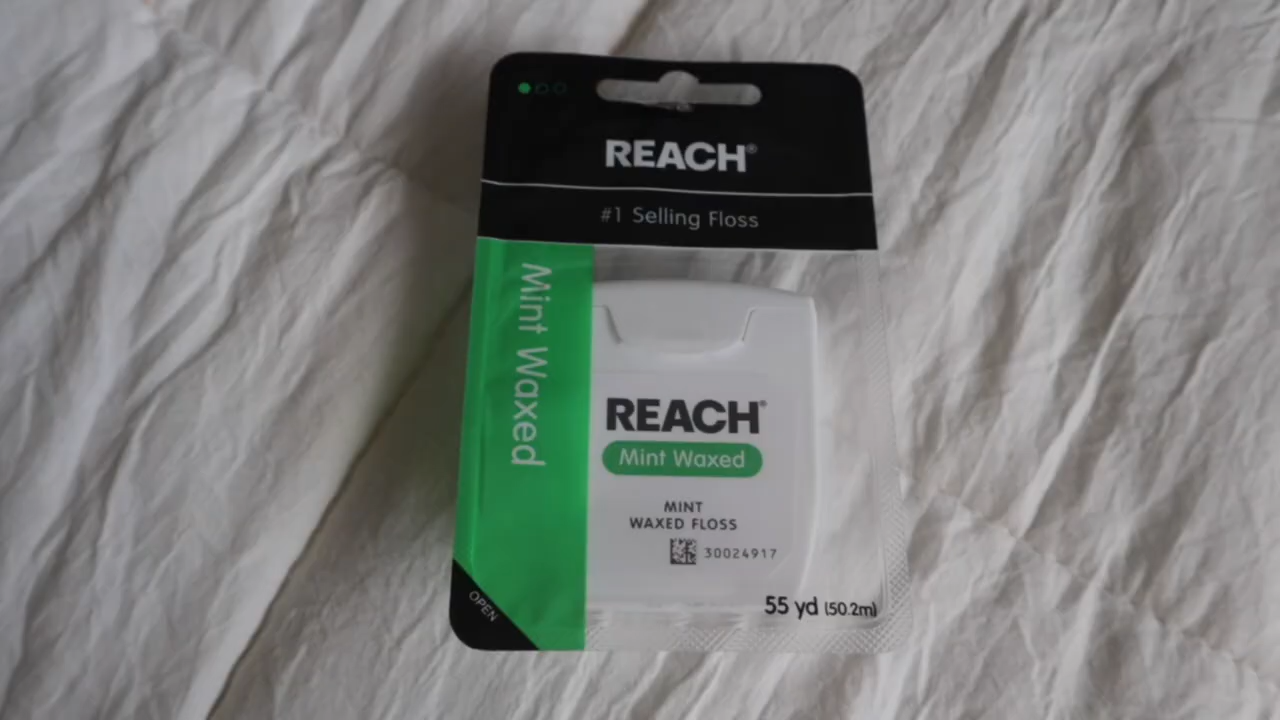 REACH®
#1 Selling Floss
Mint Waxed
REACH®
Mint Waxed
MINT
WAXED FLOSS
30024917
55 yd (50.2m)
OPEN